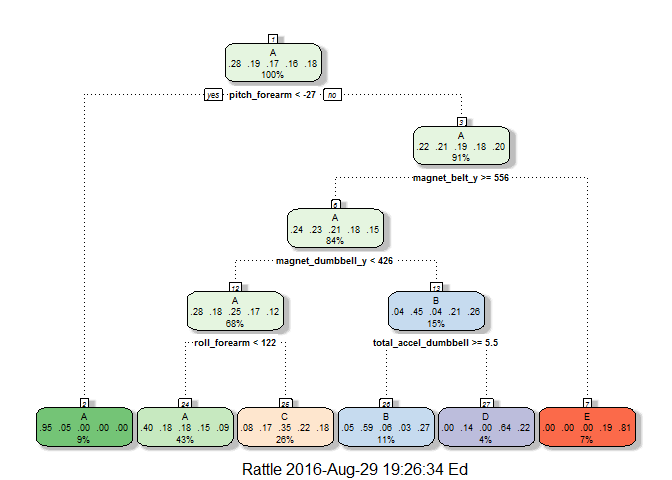 1
A
.28 .19 .17 .16 .18
100%
yes pitch_forearm < -27 no
3
A
.22 .21 .19 .18 .20
91%
magnet_belt_y >= 556
6
A
.24 .23 .21 .18 .15
84%
magnet_dumbbell_y < 426
12
A
.28 .18 .25 .17 .12
68%
13
B
.04 .45 .04 .21 .26
15%
roll_forearm < 122
total_accel_dumbbell >= 5.5
2
A
.95 .05 .00 .00 .00
9%
24
A
.40 .18 .18 .15 .09
43%
25
C
.08 .17 .35 .22 .18
26%
26
B
.05 .59 .06 .03 .27
11%
27
D
.00 .14 .00 .64 .22
4%
7
E
.00 .00 .00 .19 .81
7%
Rattle 2016-Aug-29 19:26:34 Ed